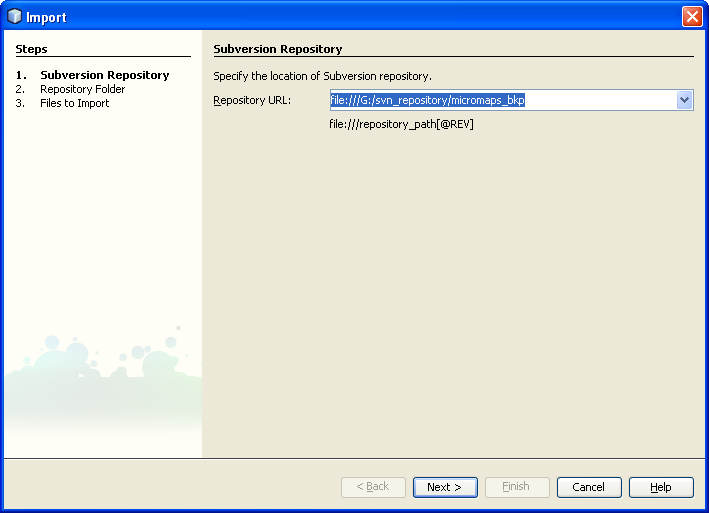 Import
Steps
1. Subversion Repository
2. Repository Folder
3. Files to Import
Subversion Repository
Specify the location of Subversion repository.
Repository URL: file:///G:/svn_repository/micromaps_bkp
file:///repository_path[@REV]
< Back Next > Finish Cancel Help